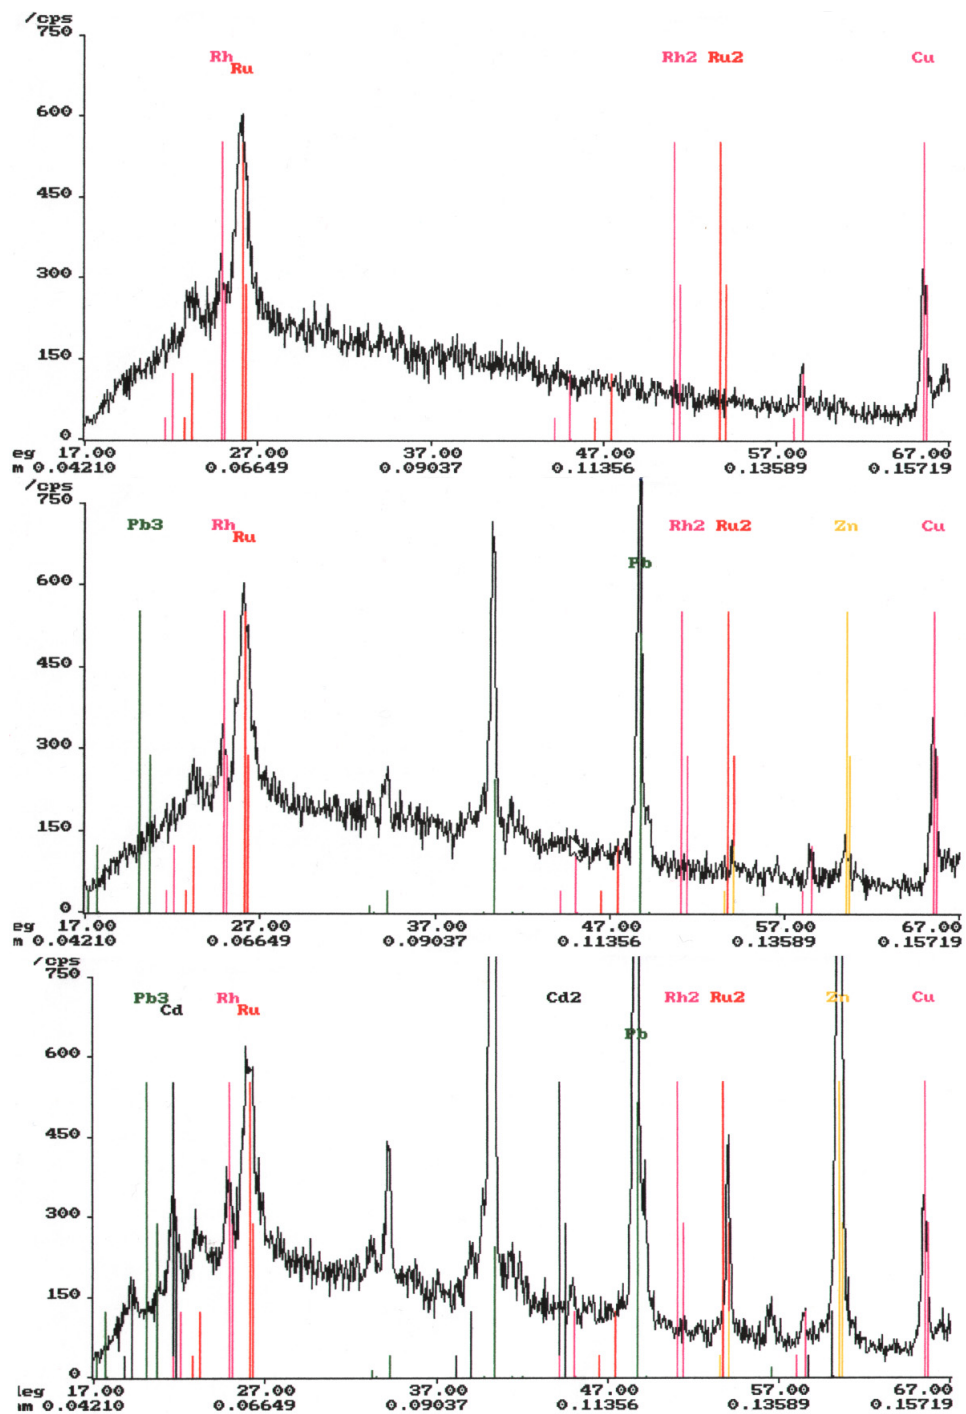 /cps
750
Rh Rh2 Ru2 Cu
Ru
600
450
300
150
0
eg 17.00 27.00 37.00 47.00 57.00 67.00
m 0.04210 0.06649 0.09037 0.11356 0.13589 0.15719
/cps
750
Pb3 Rh Rh2 Ru2 Zn Cu
Ru
Pb
600
450
300
150
0
eg 17.00 27.00 37.00 47.00 57.00 67.00
m 0.04210 0.06649 0.09037 0.11356 0.13589 0.15719
/cps
750
Pb3 Rh Cd2 Rh2 Ru2 Zn Cu
Cd Ru
Pb
600
450
300
150
0
leg 17.00 27.00 37.00 47.00 57.00 67.00
nm 0.04210 0.06649 0.09037 0.11356 0.13589 0.15719